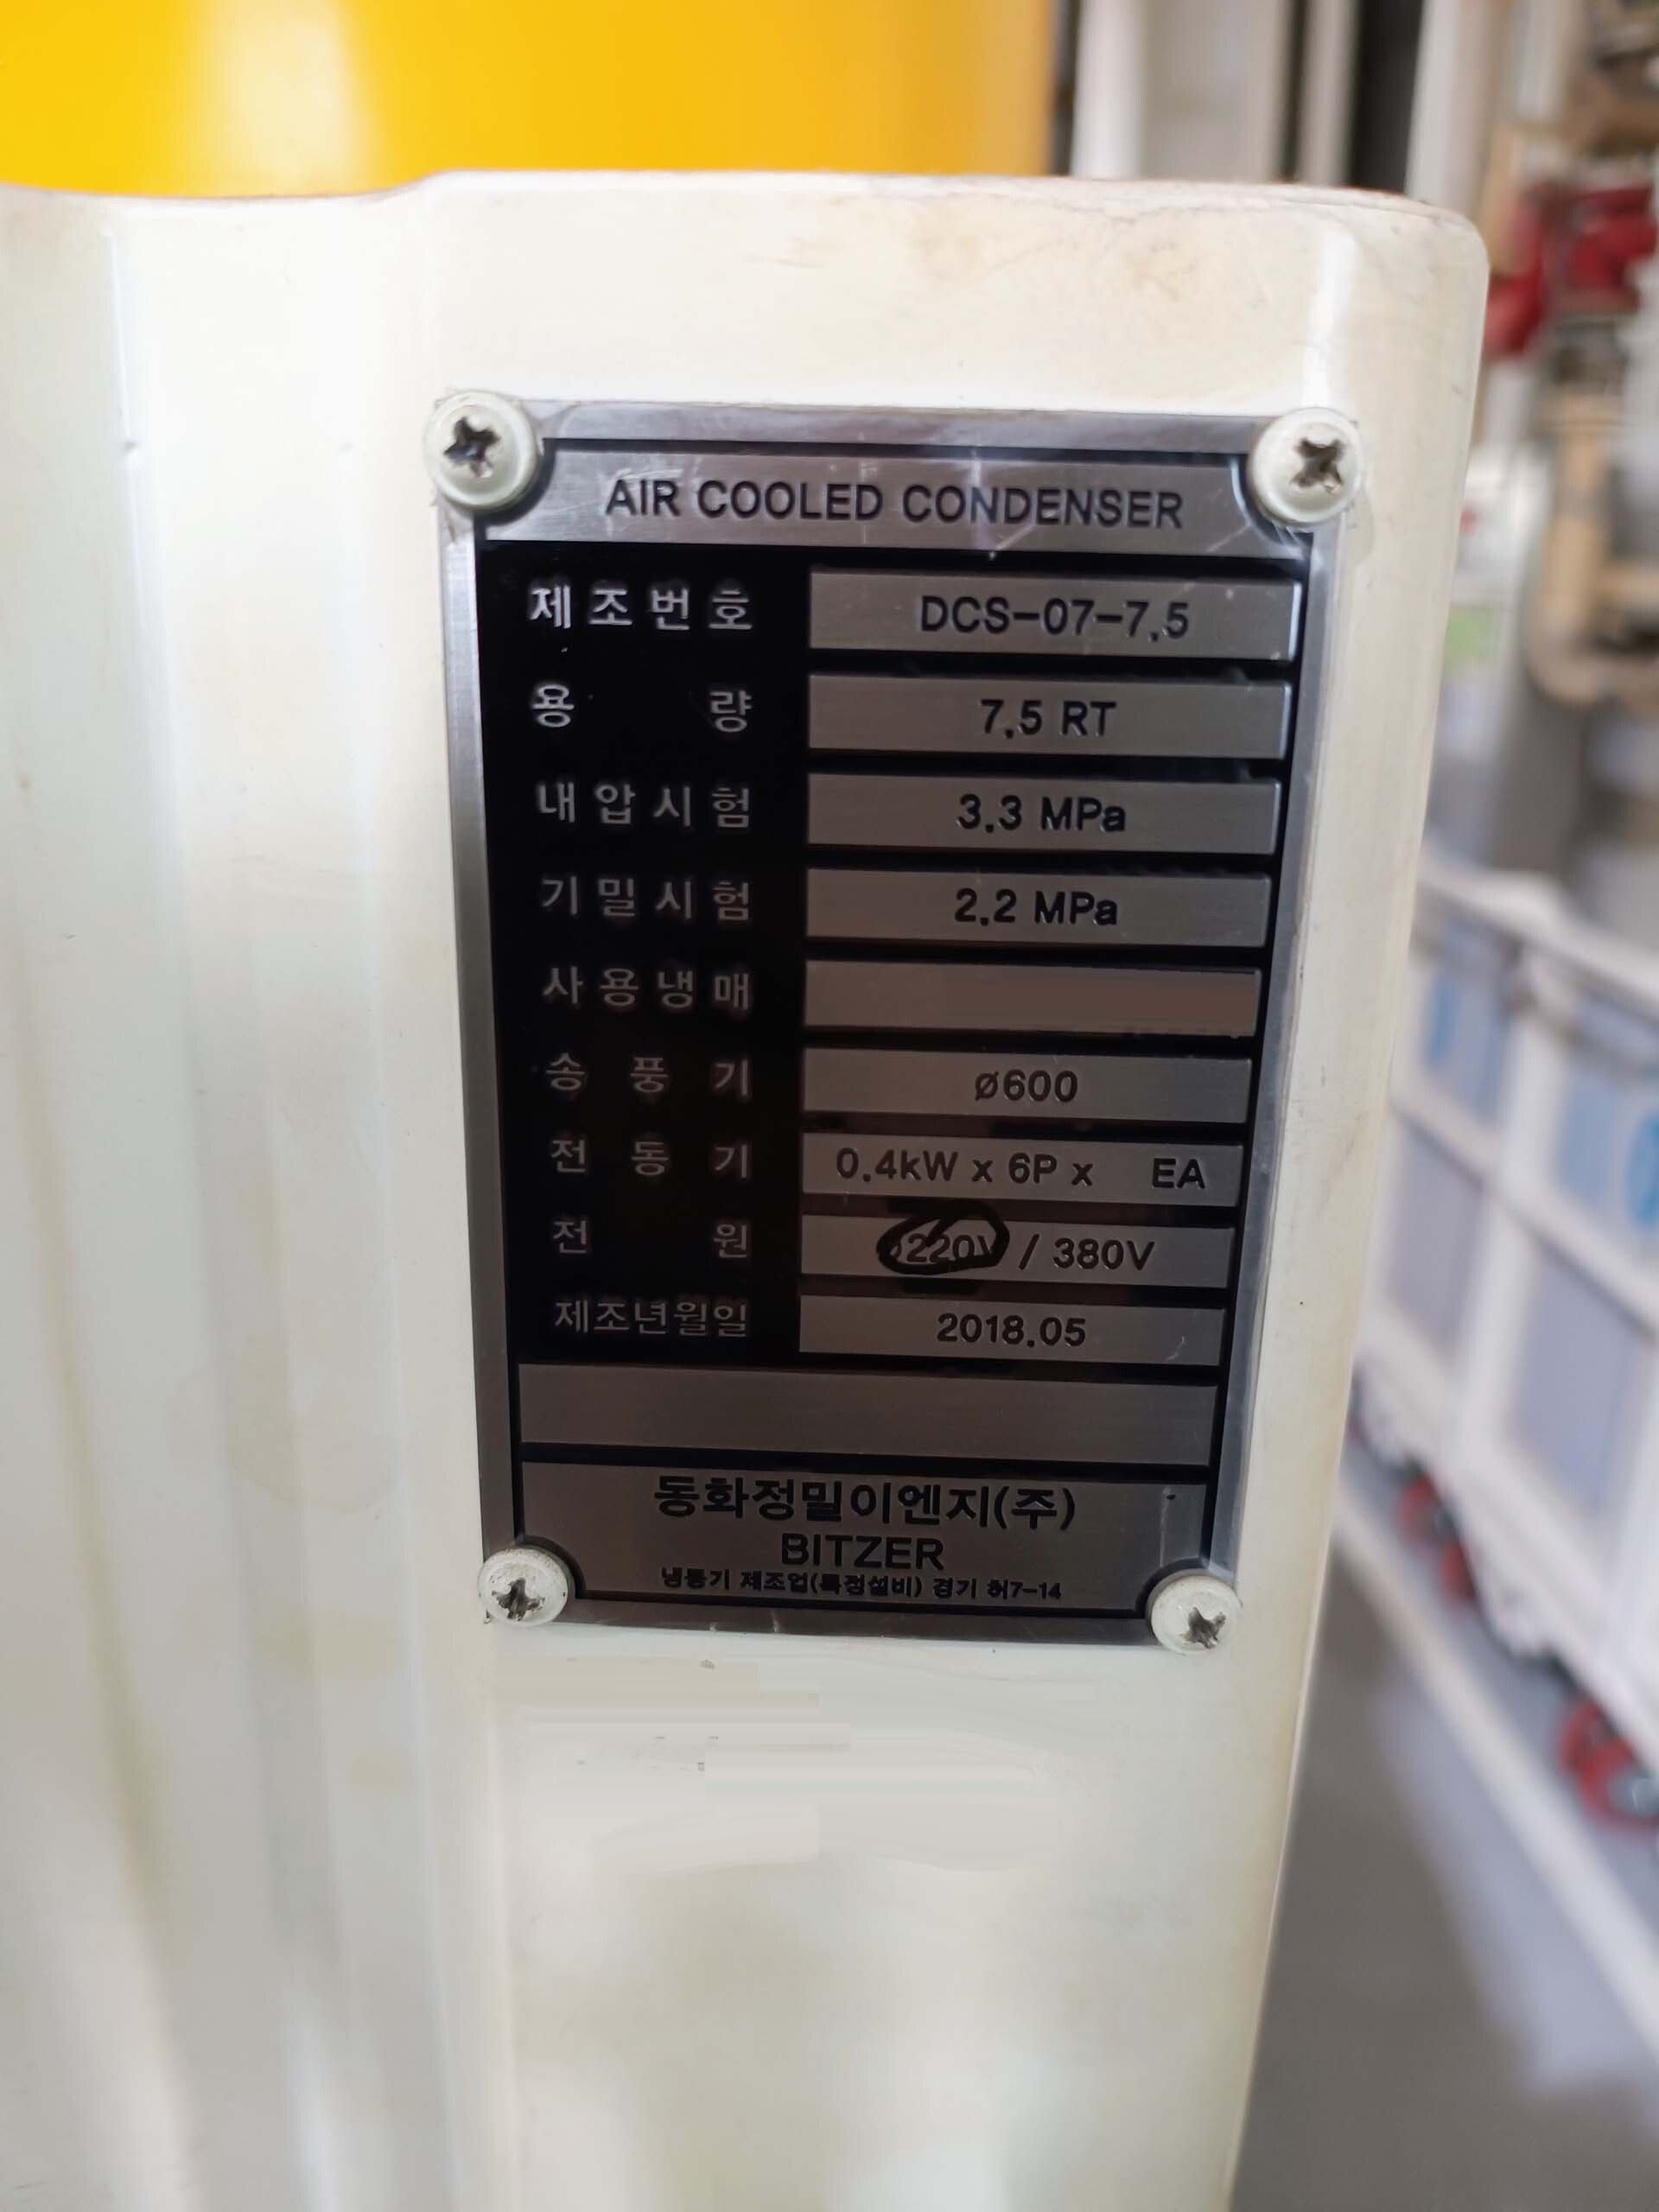 AIR COOLED CONDENSER
제조번호 DCS-07-7.5
용량 7.5 RT
내압시험 3.3 MPa
기밀시험 2.2 MPa
사용냉매
송풍기 ø600
전동기 0.4kW x 6P x EA
전원 220V / 380V
제조년월일 2018.05
동화정밀이엔지(주)
BITZER
냉동기 제조업(특정설비) 경기 허7-14